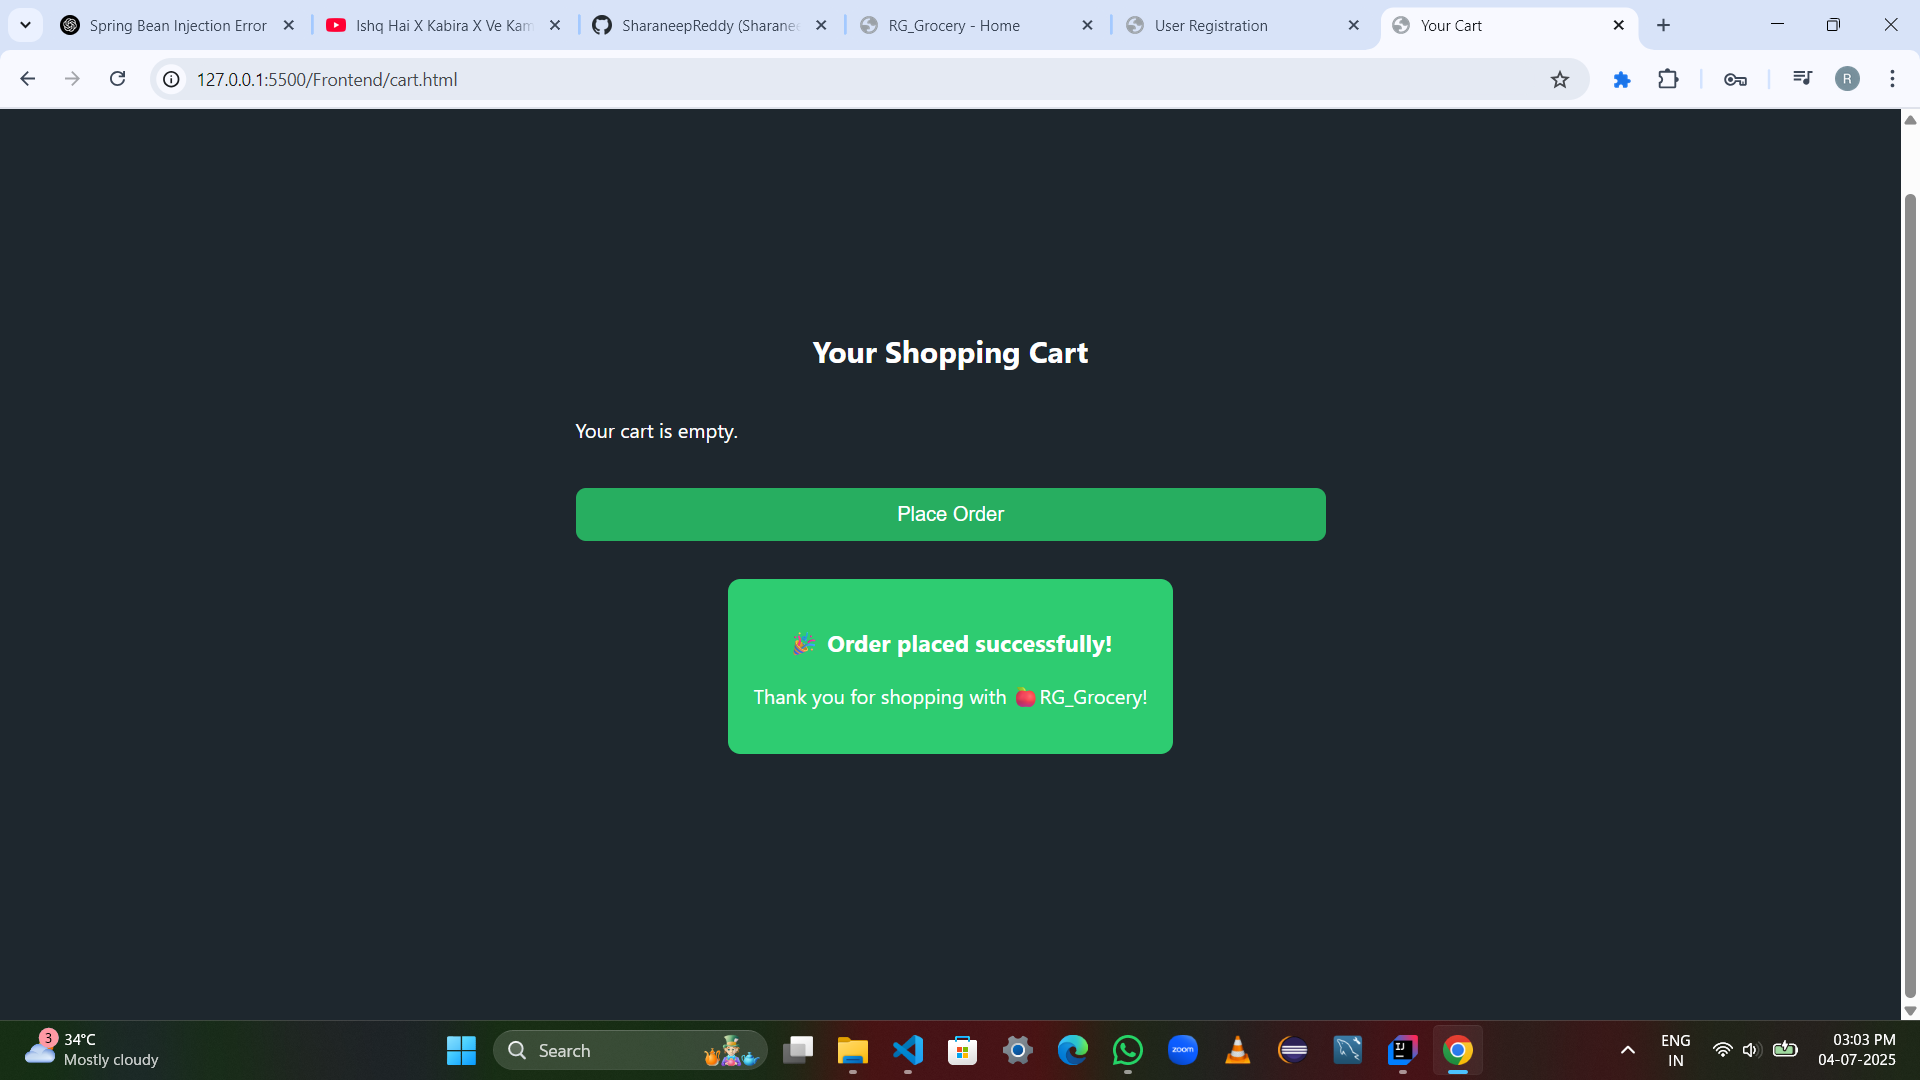 Spring Bean Injection Error
Ishq Hai X Kabira X Ve Kam
SharaneepReddy (Sharanee
RG_Grocery - Home
User Registration
Your Cart
127.0.0.1:5500/Frontend/cart.html
R
Your Shopping Cart
Your cart is empty.
Place Order
🎉 Order placed successfully!
Thank you for shopping with 🍎RG_Grocery!
3
34°C
Mostly cloudy
Search
zoom
IJ
ENG
IN
03:03 PM
04-07-2025